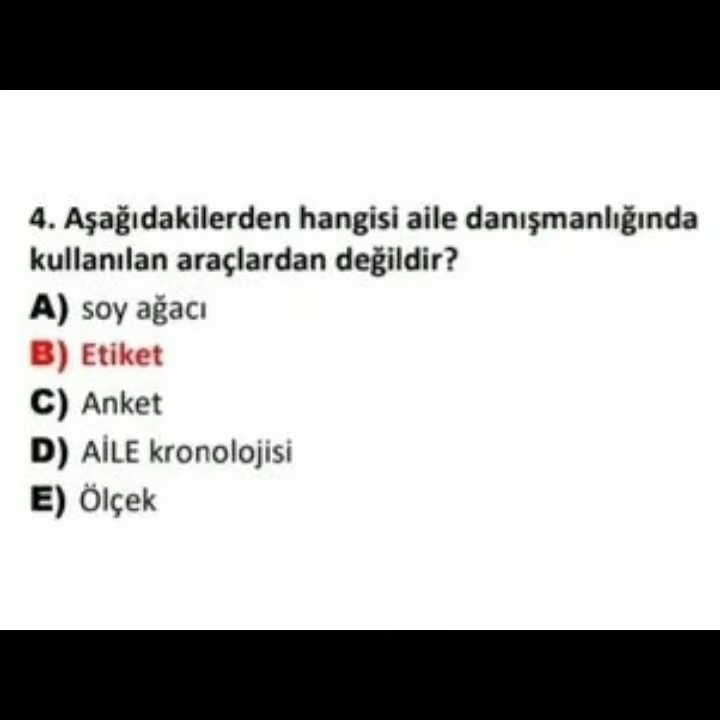 4. Aşağıdakilerden hangisi aile danışmanlığında
kullanılan araçlardan değildir?
A) soy ağacı
B) Etiket
C) Anket
D) AİLE kronolojisi
E) Ölçek